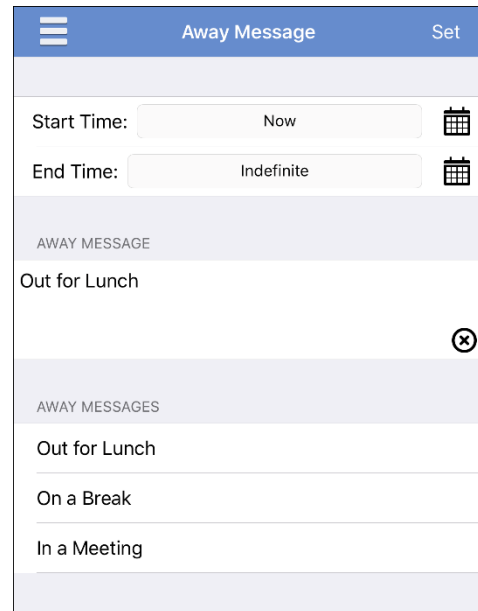 Away Message Set
Start Time: Now
End Time: Indefinite
AWAY MESSAGE
Out for Lunch
AWAY MESSAGES
Out for Lunch
On a Break
In a Meeting